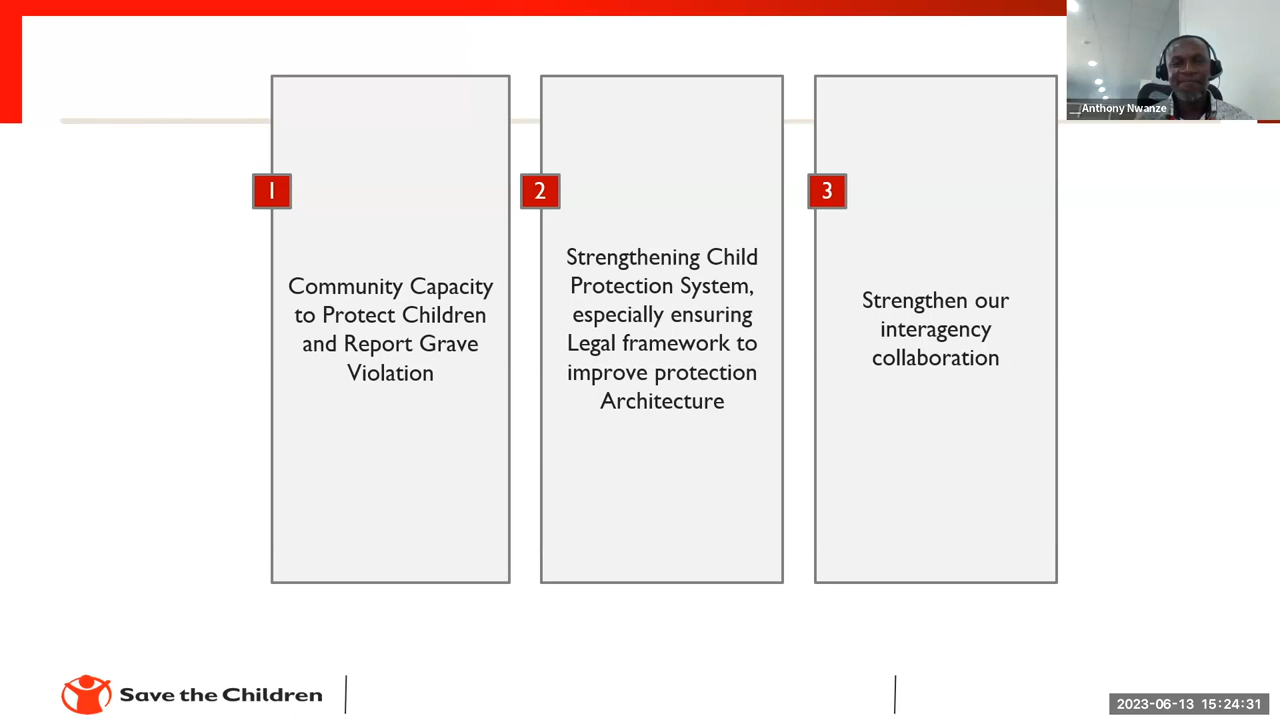 Anthony Nwanze
1
Community Capacity
to Protect Children
and Report Grave
Violation
2
Strengthening Child
Protection System,
especially ensuring
Legal framework to
improve protection
Architecture
3
Strengthen our
interagency
collaboration
Save the Children
2023-06-13 15:24:31